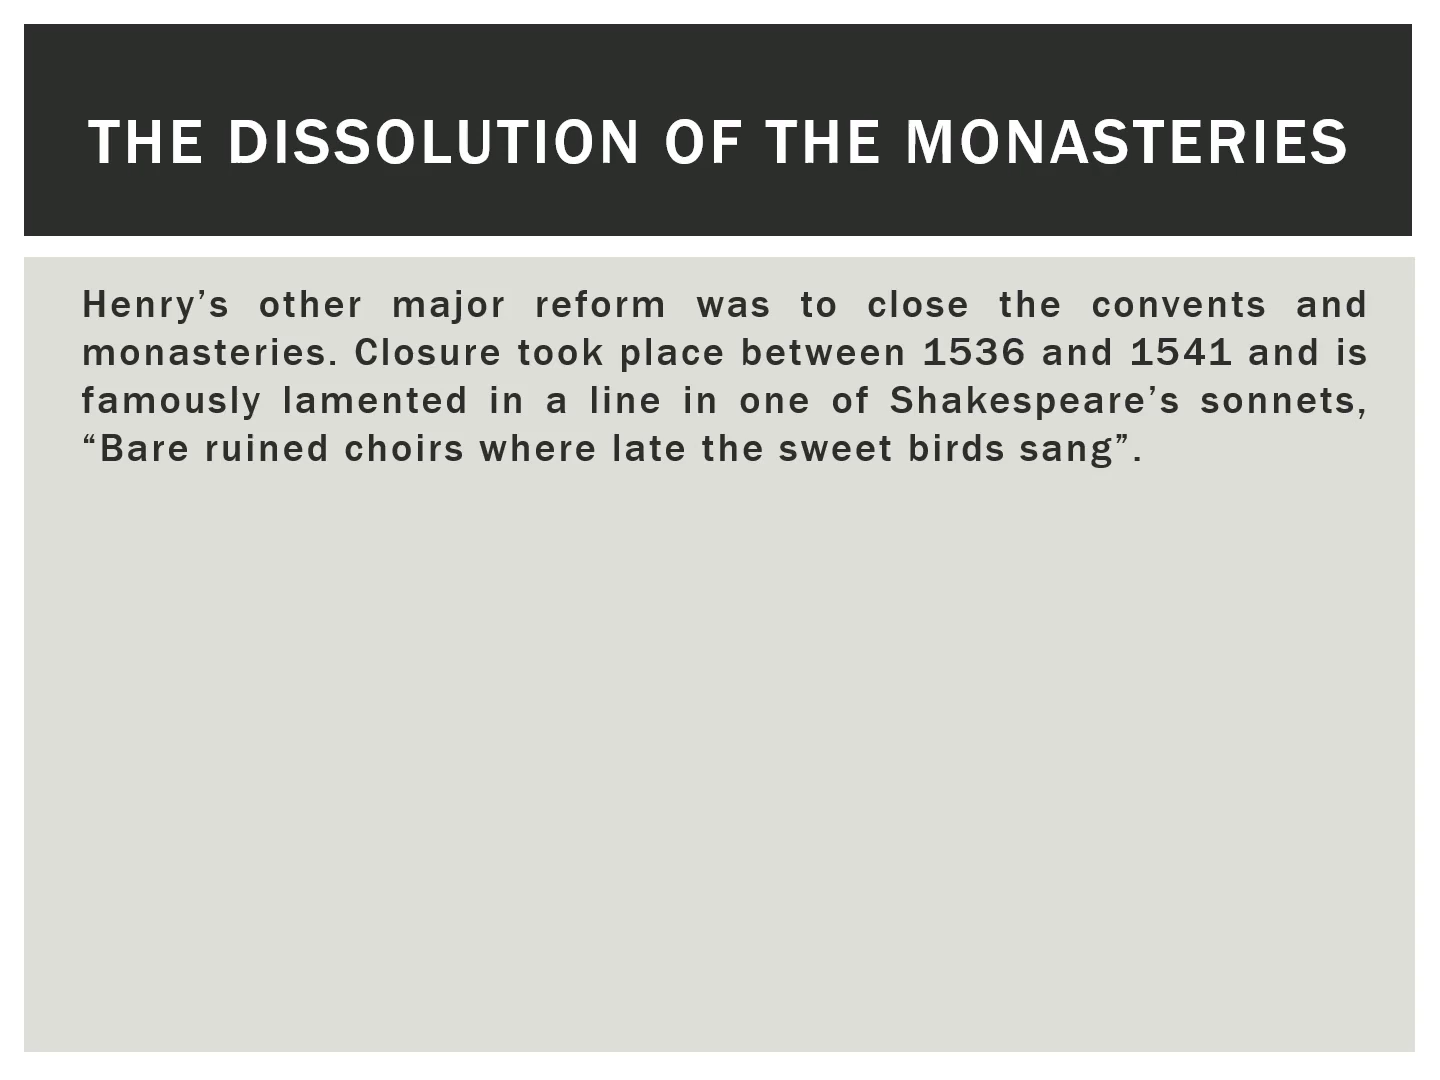 THE DISSOLUTION OF THE MONASTERIES
Henry’s other major reform was to close the convents and
monasteries. Closure took place between 1536 and 1541 and is
famously lamented in a line in one of Shakespeare’s sonnets,
“Bare ruined choirs where late the sweet birds sang”.